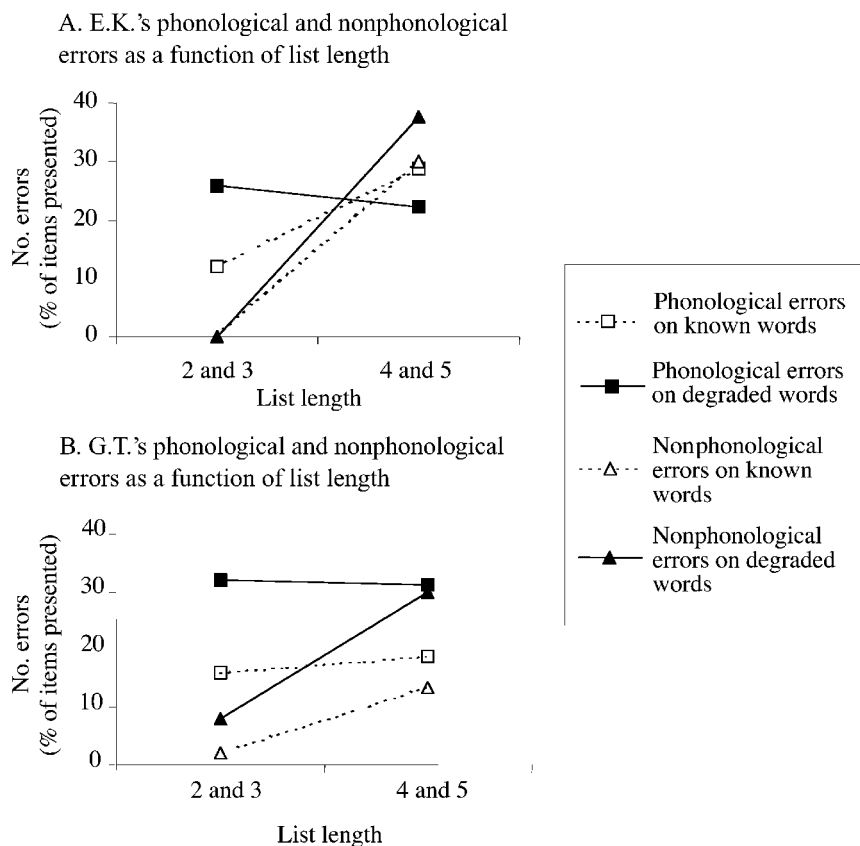 A. E.K.'s phonological and nonphonological
errors as a function of list length
No. errors
(% of items presented)
40
30
20
10
0
2 and 3
4 and 5
List length
B. G.T.'s phonological and nonphonological
errors as a function of list length
No. errors
(% of items presented)
40
30
20
10
0
2 and 3
4 and 5
List length
Phonological errors
on known words
Phonological errors
on degraded words
Nonphonological
errors on known
words
Nonphonological
errors on degraded
words